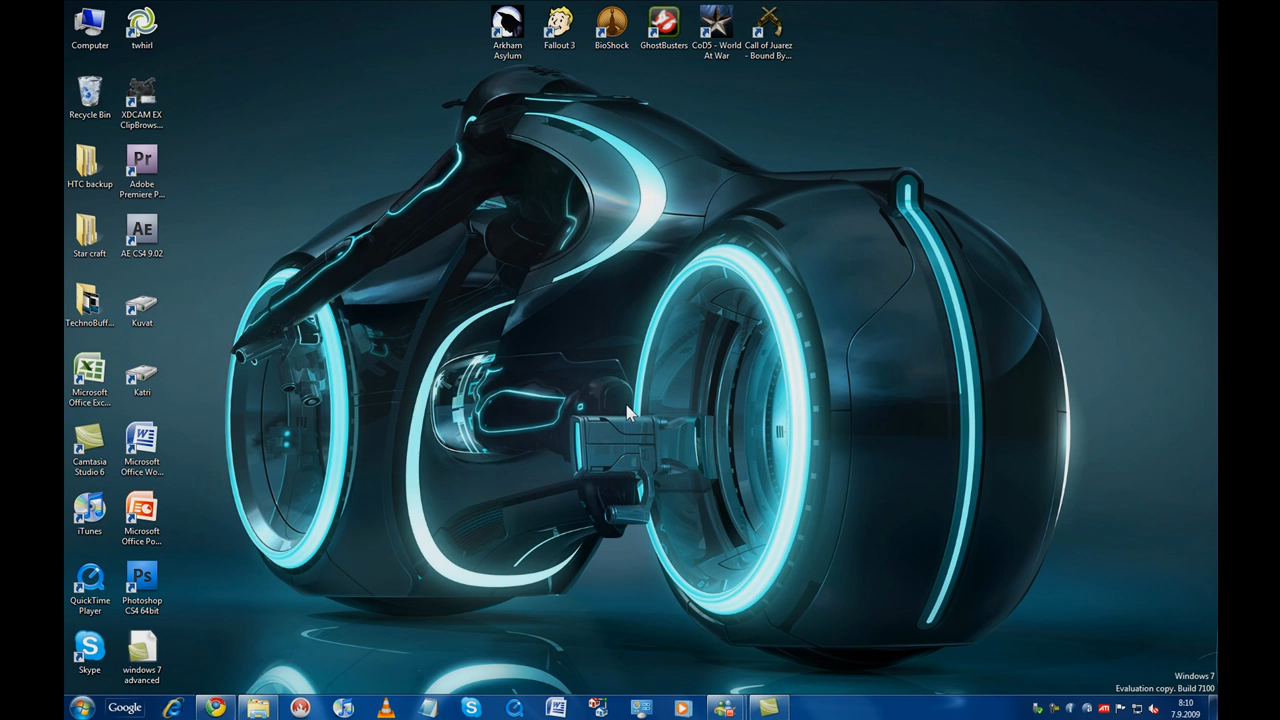 Computer
twhirl
Recycle Bin
XDCAM EX
ClipBrows...
HTC backup
Pr
Adobe
Premiere P...
Star craft
AE
AE CS4 9.02
TechnoBuff...
Kuvat
Microsoft
Office Exc...
Katri
Camtasia
Studio 6
Microsoft
Office Wo...
iTunes
Microsoft
Office Po...
QuickTime
Player
Ps
Photoshop
CS4 64bit
Skype
windows 7
advanced
Arkham
Asylum
Fallout 3
BioShock
GhostBusters
CoD5 - World
At War
Call of Juarez
- Bound By...
Windows 7
Evaluation copy. Build 7100
Google
8:10
7.9.2009